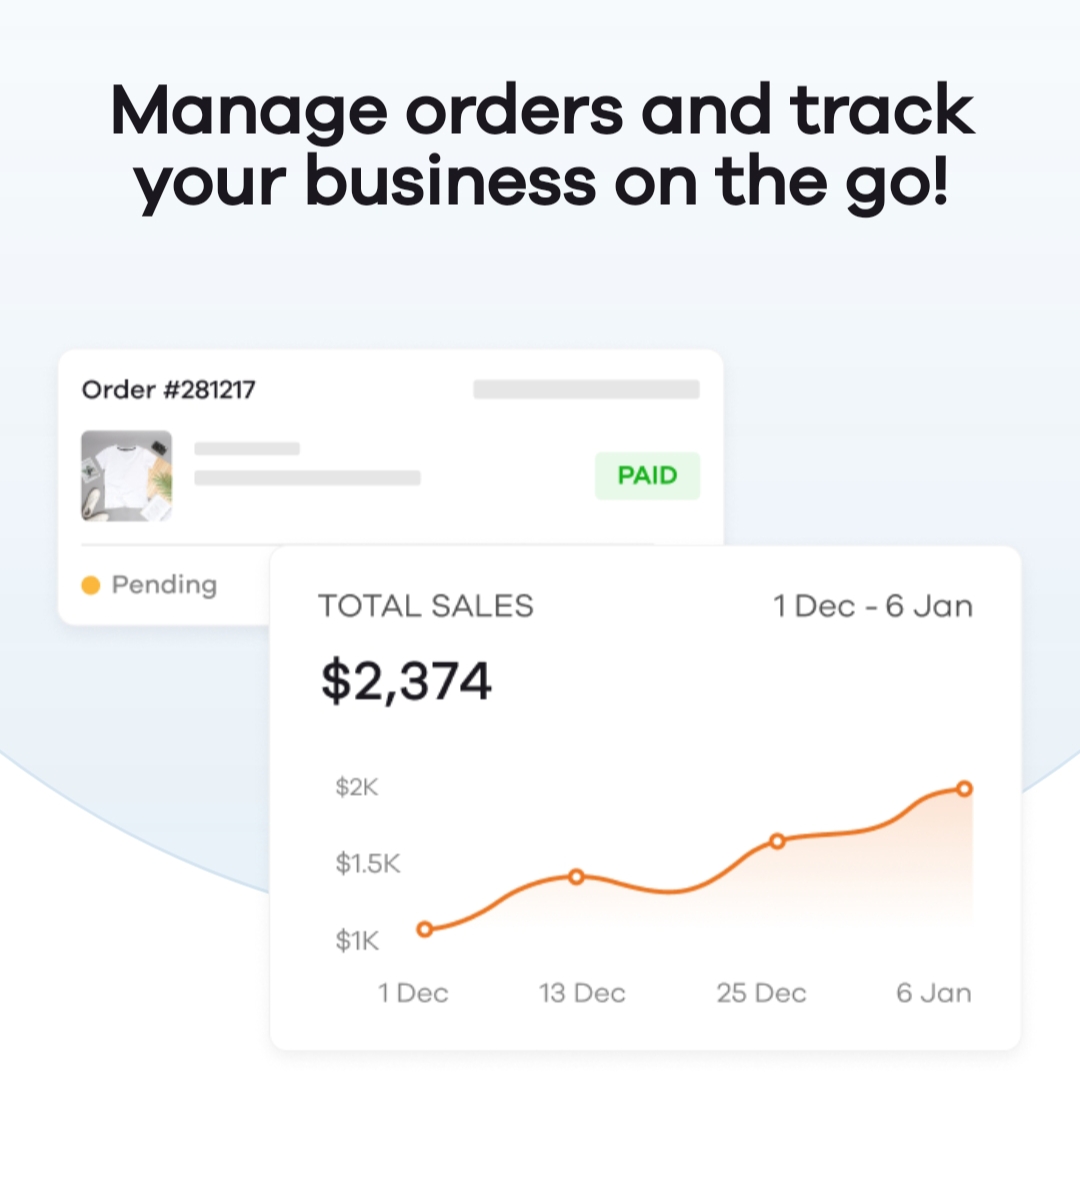 Manage orders and track
your business on the go!
Order #281217
PAID
Pending
TOTAL SALES
1 Dec - 6 Jan
$2,374
$2K
$1.5K
$1K
1 Dec
13 Dec
25 Dec
6 Jan